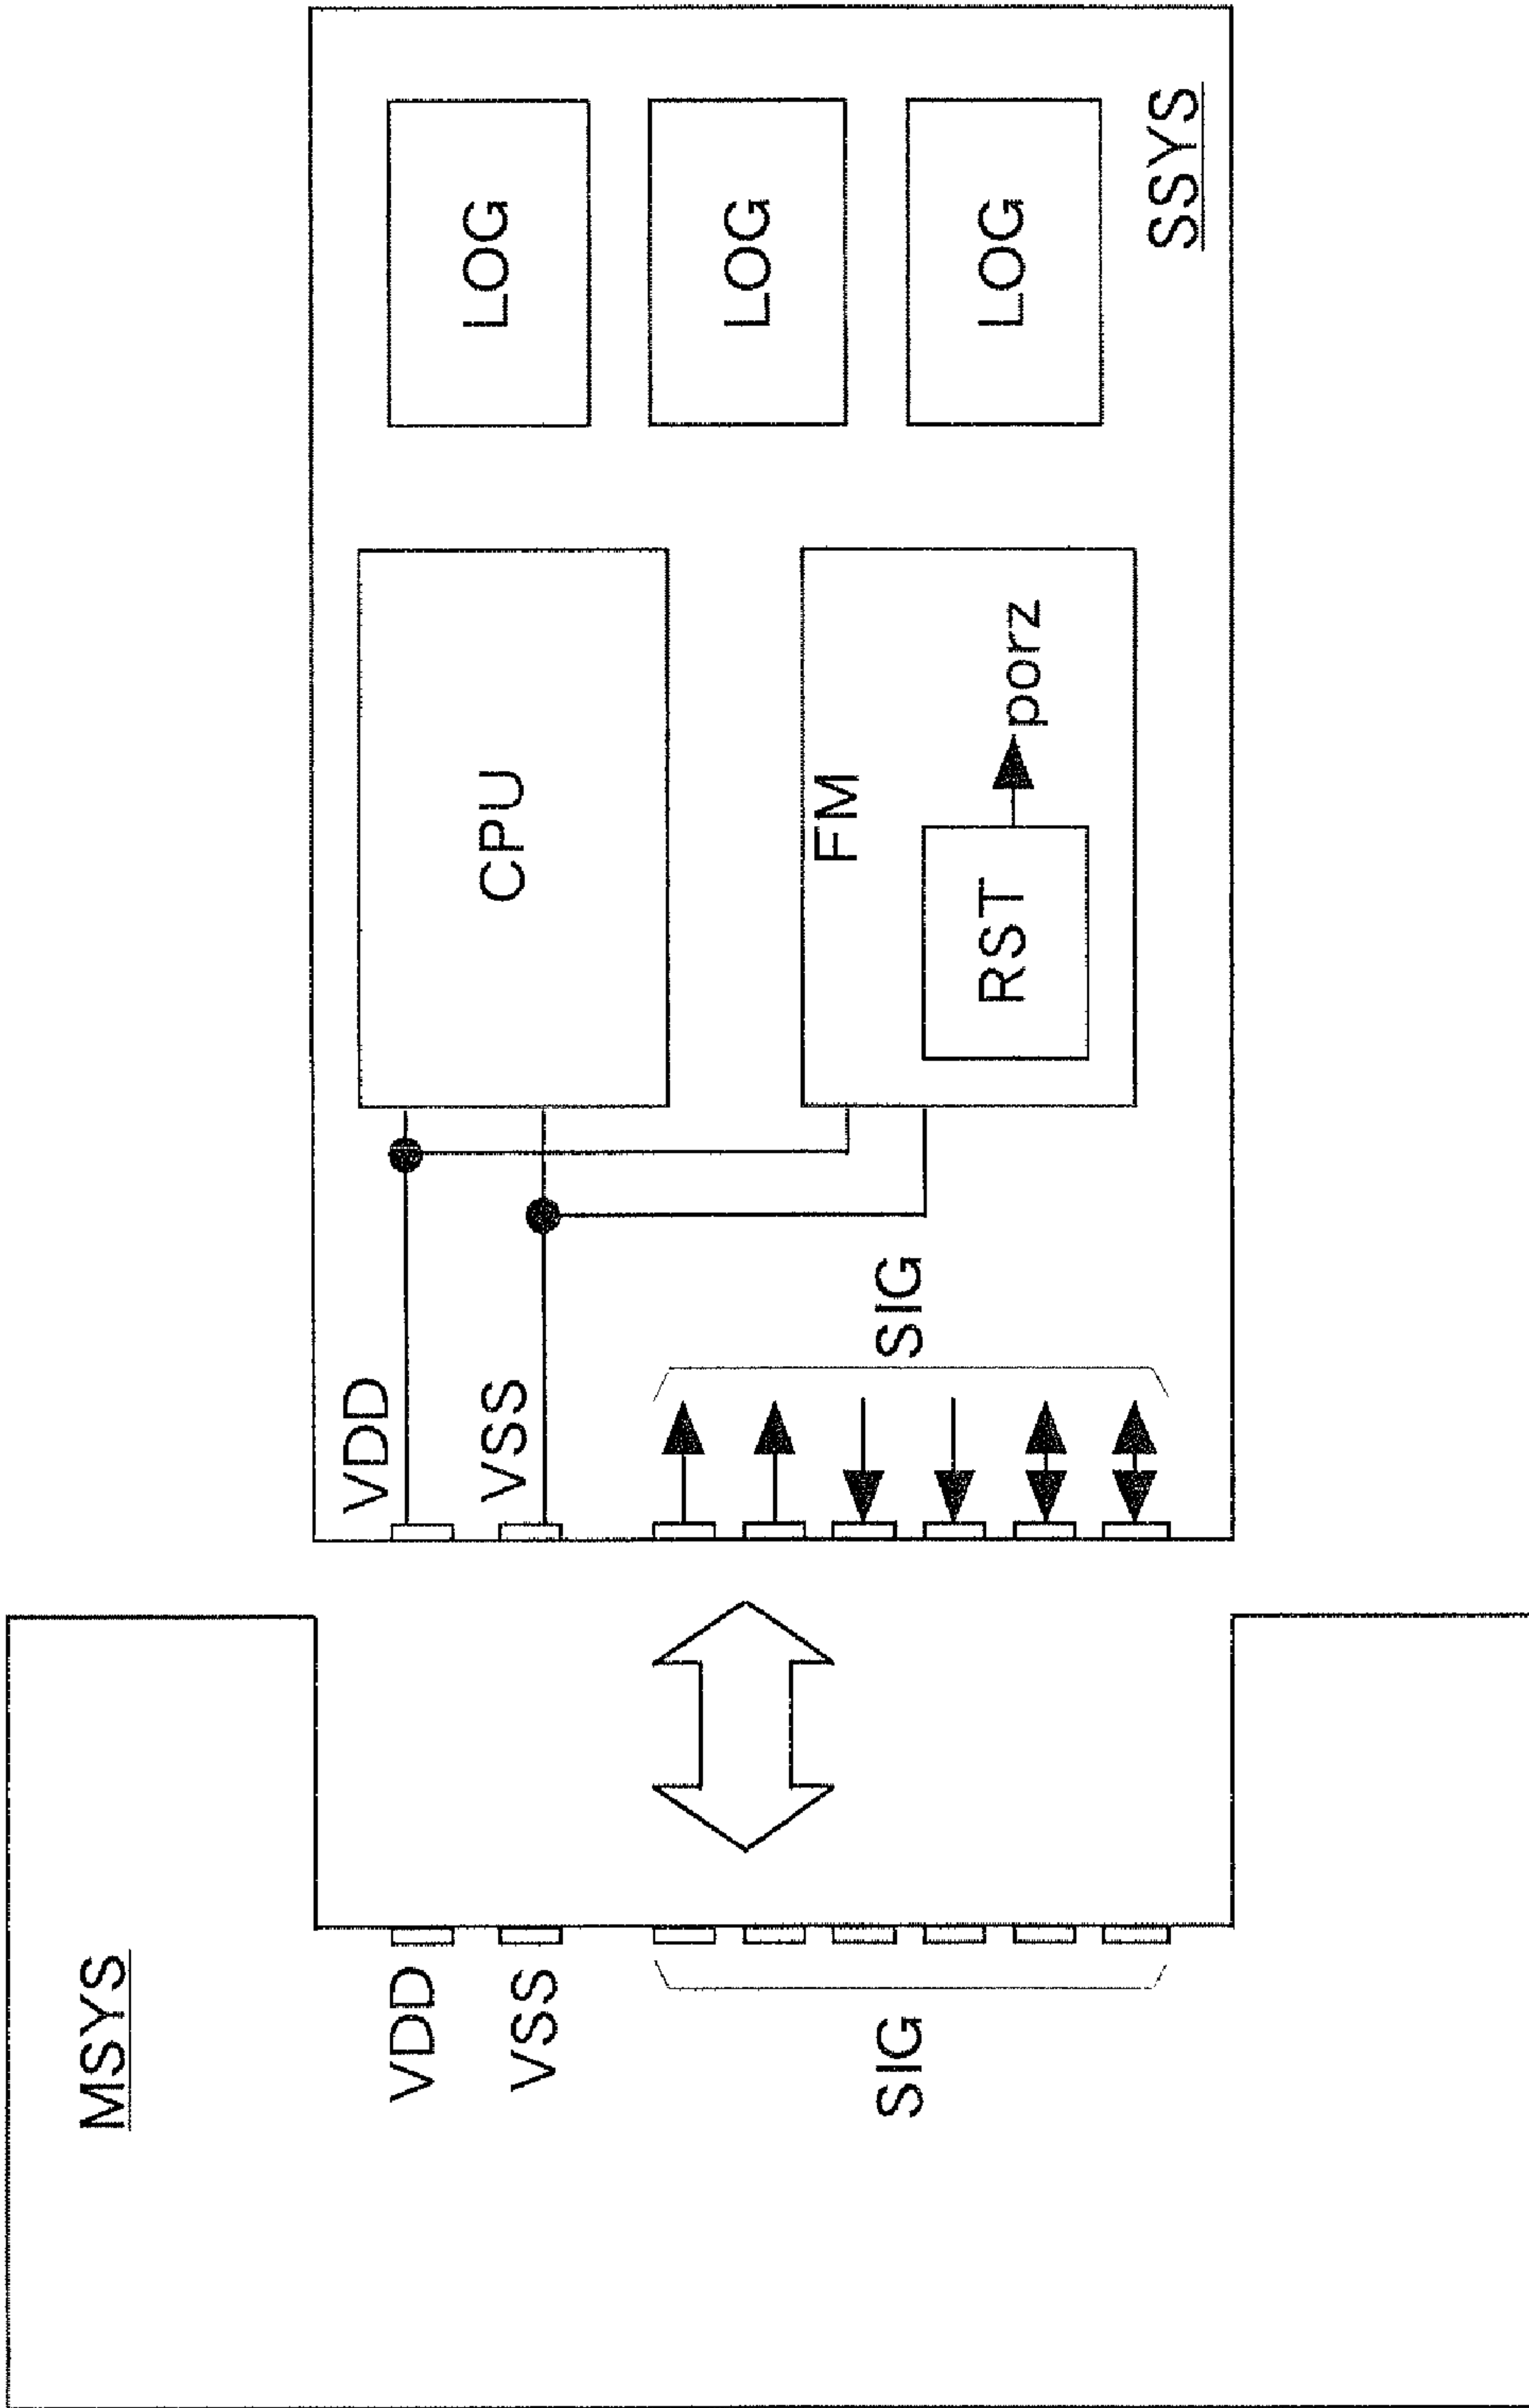 MSYS
VDD
VSS
SIG
VDD
VSS
SIG
CPU
FM
RST
porz
LOG
LOG
LOG
SSYS